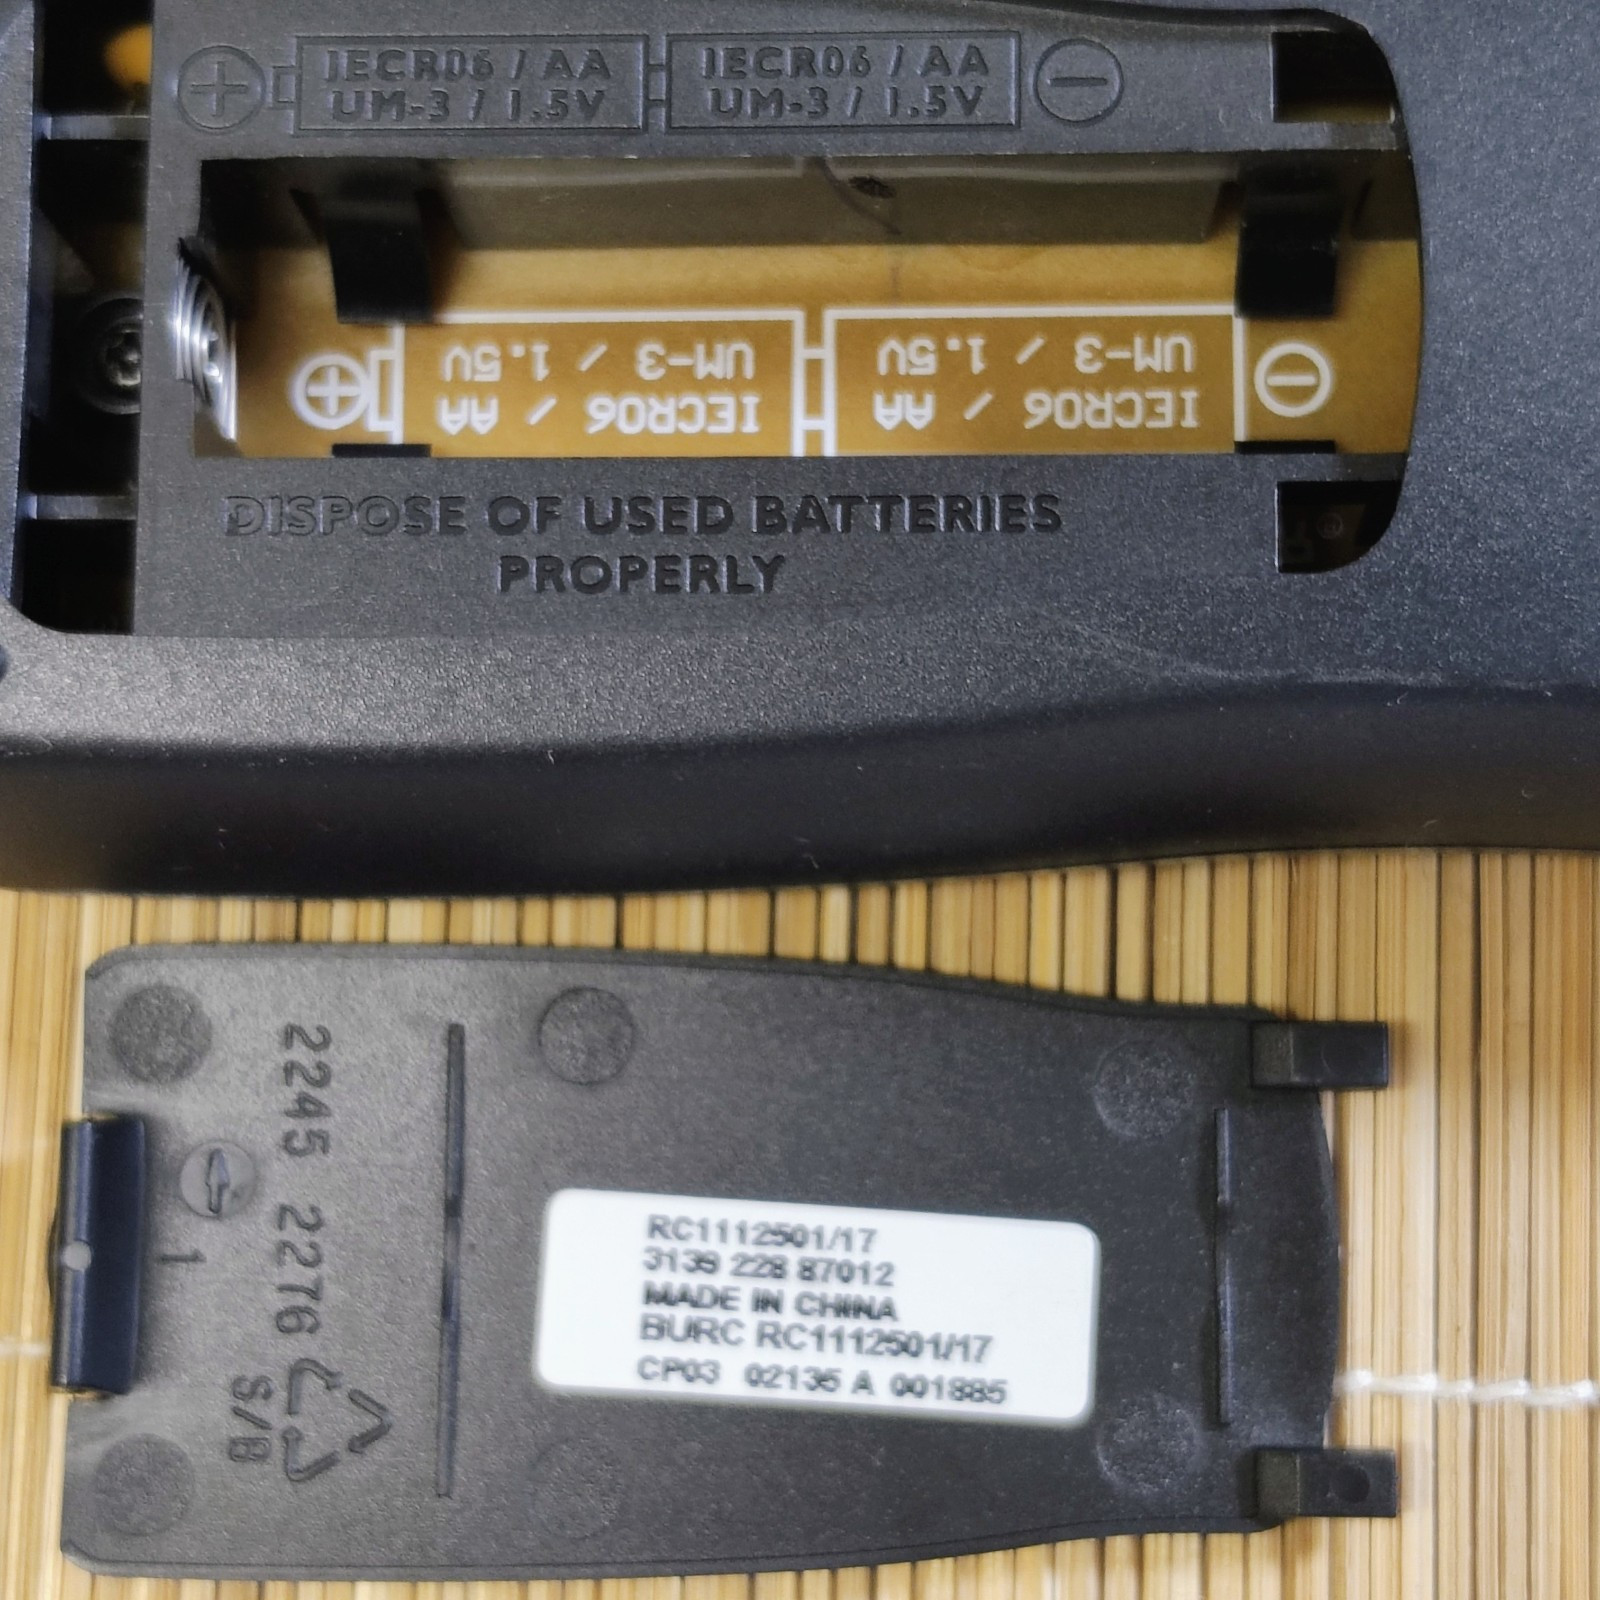 IECR06 / AA
UM-3 / 1.5V
IECR06 / AA
UM-3 / 1.5V
IECR06 / AA
UM-3 / 1.5V
IECR06 / AA
UM-3 / 1.5V
DISPOSE OF USED BATTERIES
PROPERLY
2245 2276
1
S/B
RC1112501/17
3139 228 87012
MADE IN CHINA
BURC RC1112501/17
CP03 02135 A 001885